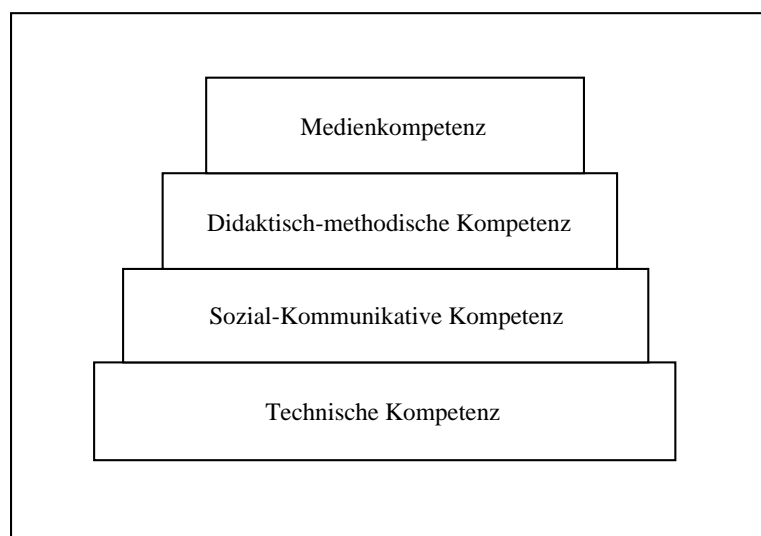 Medienkompetenz
Didaktisch-methodische Kompetenz
Sozial-Kommunikative Kompetenz
Technische Kompetenz